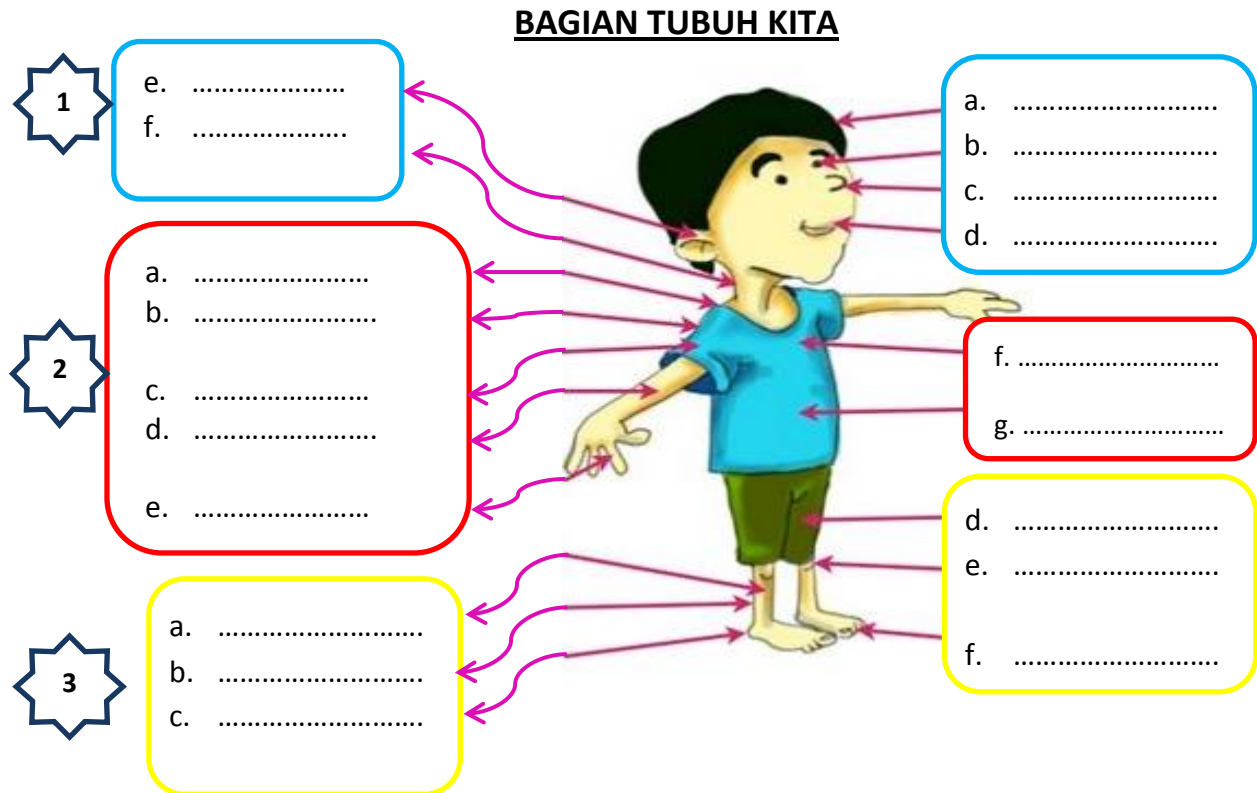 BAGIAN TUBUH KITA
1
e. .....................
f. .....................
a. ............................
b. ............................
c. ............................
d. ............................
2
a. ........................
b. .........................
c. ........................
d. .........................
e. ........................
f. ............................
g. ............................
3
a. ............................
b. ............................
c. ............................
d. ............................
e. ............................
f. ............................